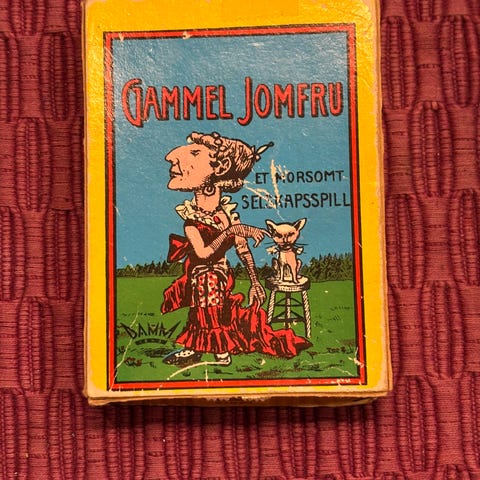 GAMMEL JOMFRU
ET MORSOMT
SELSKAPSSPILL
DAMM